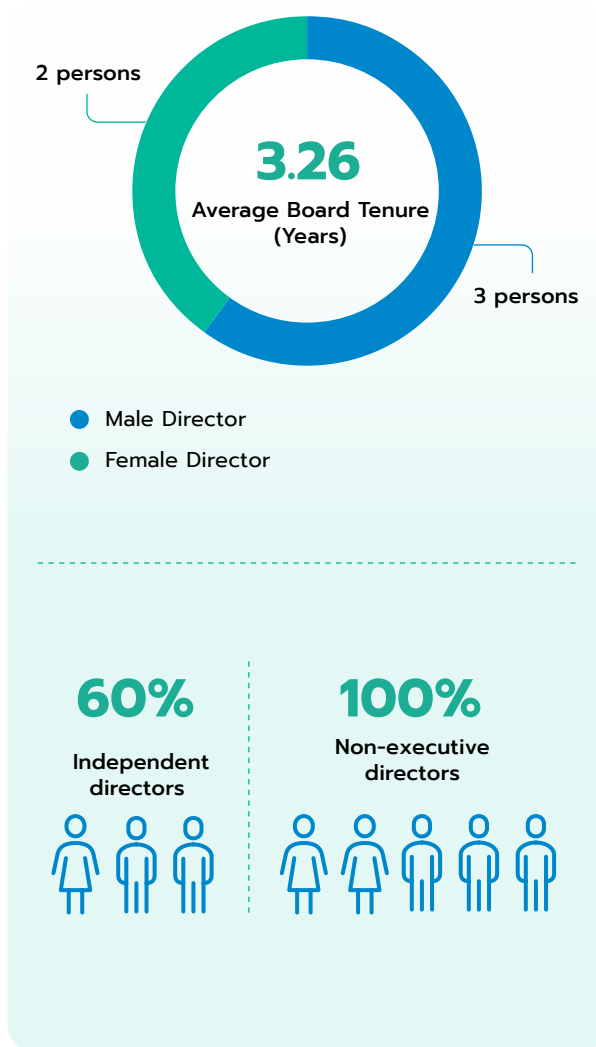 2 persons
3.26
Average Board Tenure
(Years)
3 persons
Male Director
Female Director
60%
Independent
directors
100%
Non-executive
directors